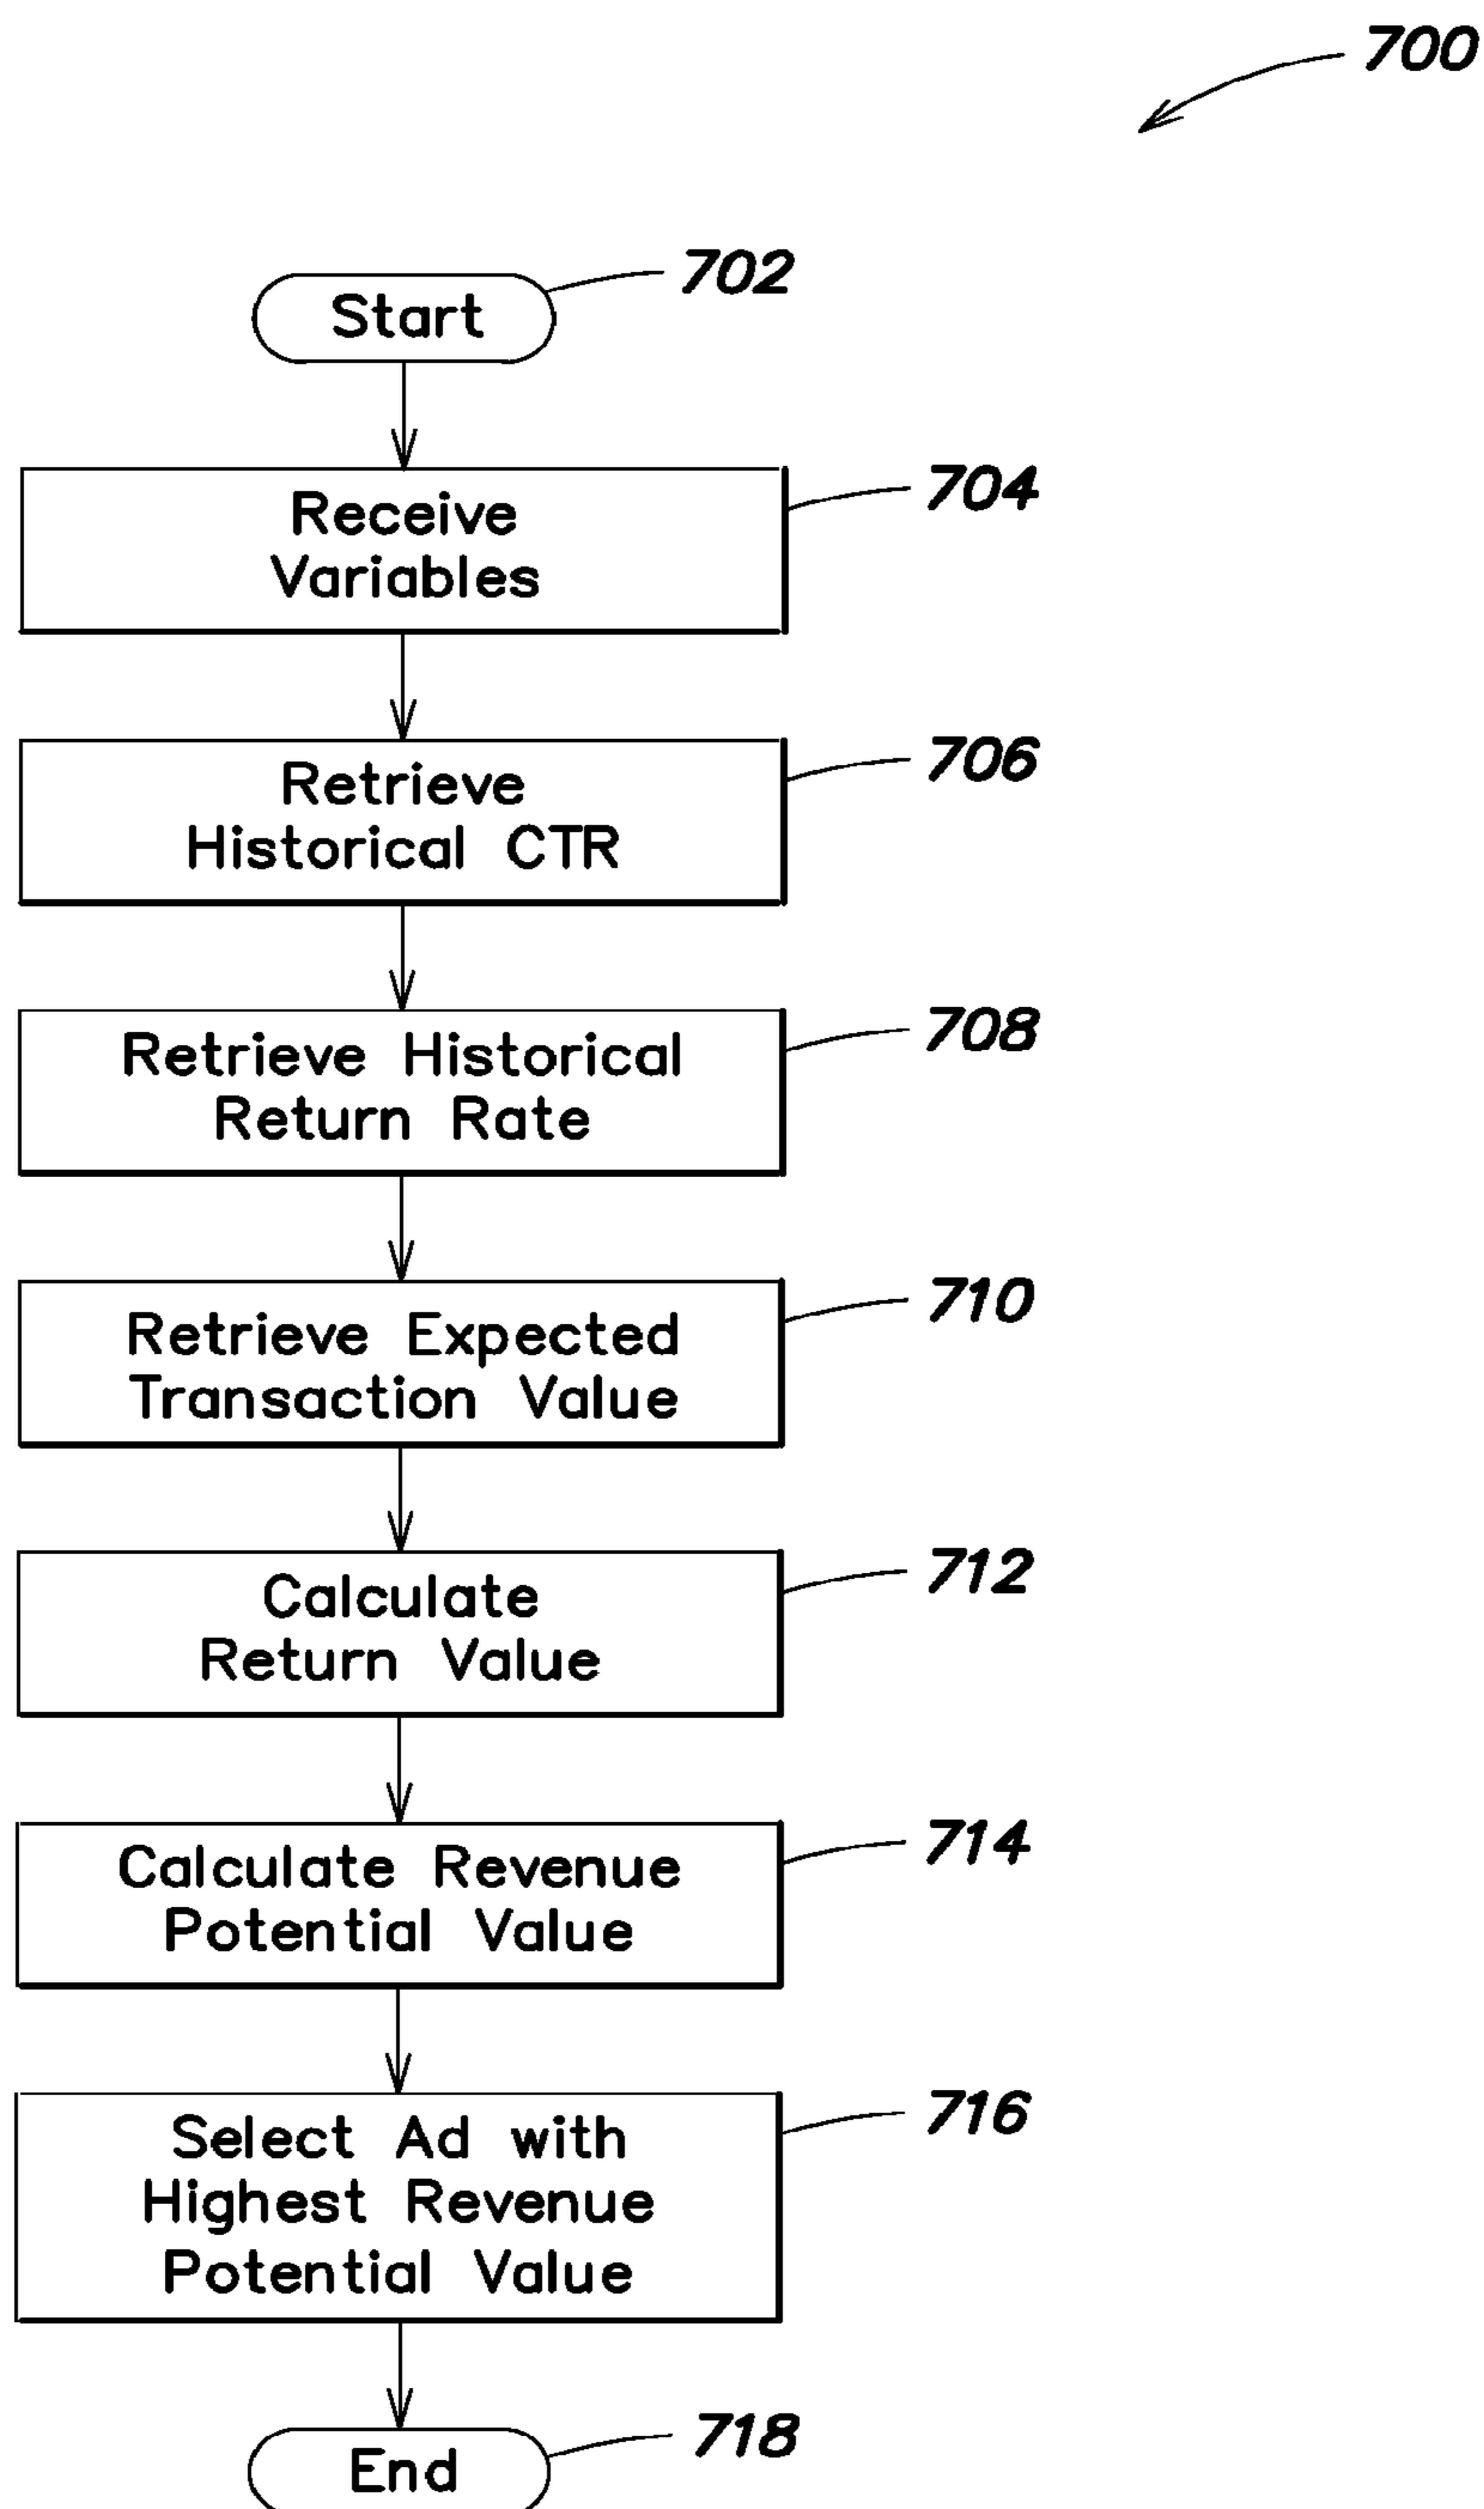 700
Start
702
Receive
Variables
704
Retrieve
Historical CTR
706
Retrieve Historical
Return Rate
708
Retrieve Expected
Transaction Value
710
Calculate
Return Value
712
Calculate Revenue
Potential Value
714
Select Ad with
Highest Revenue
Potential Value
716
End
718